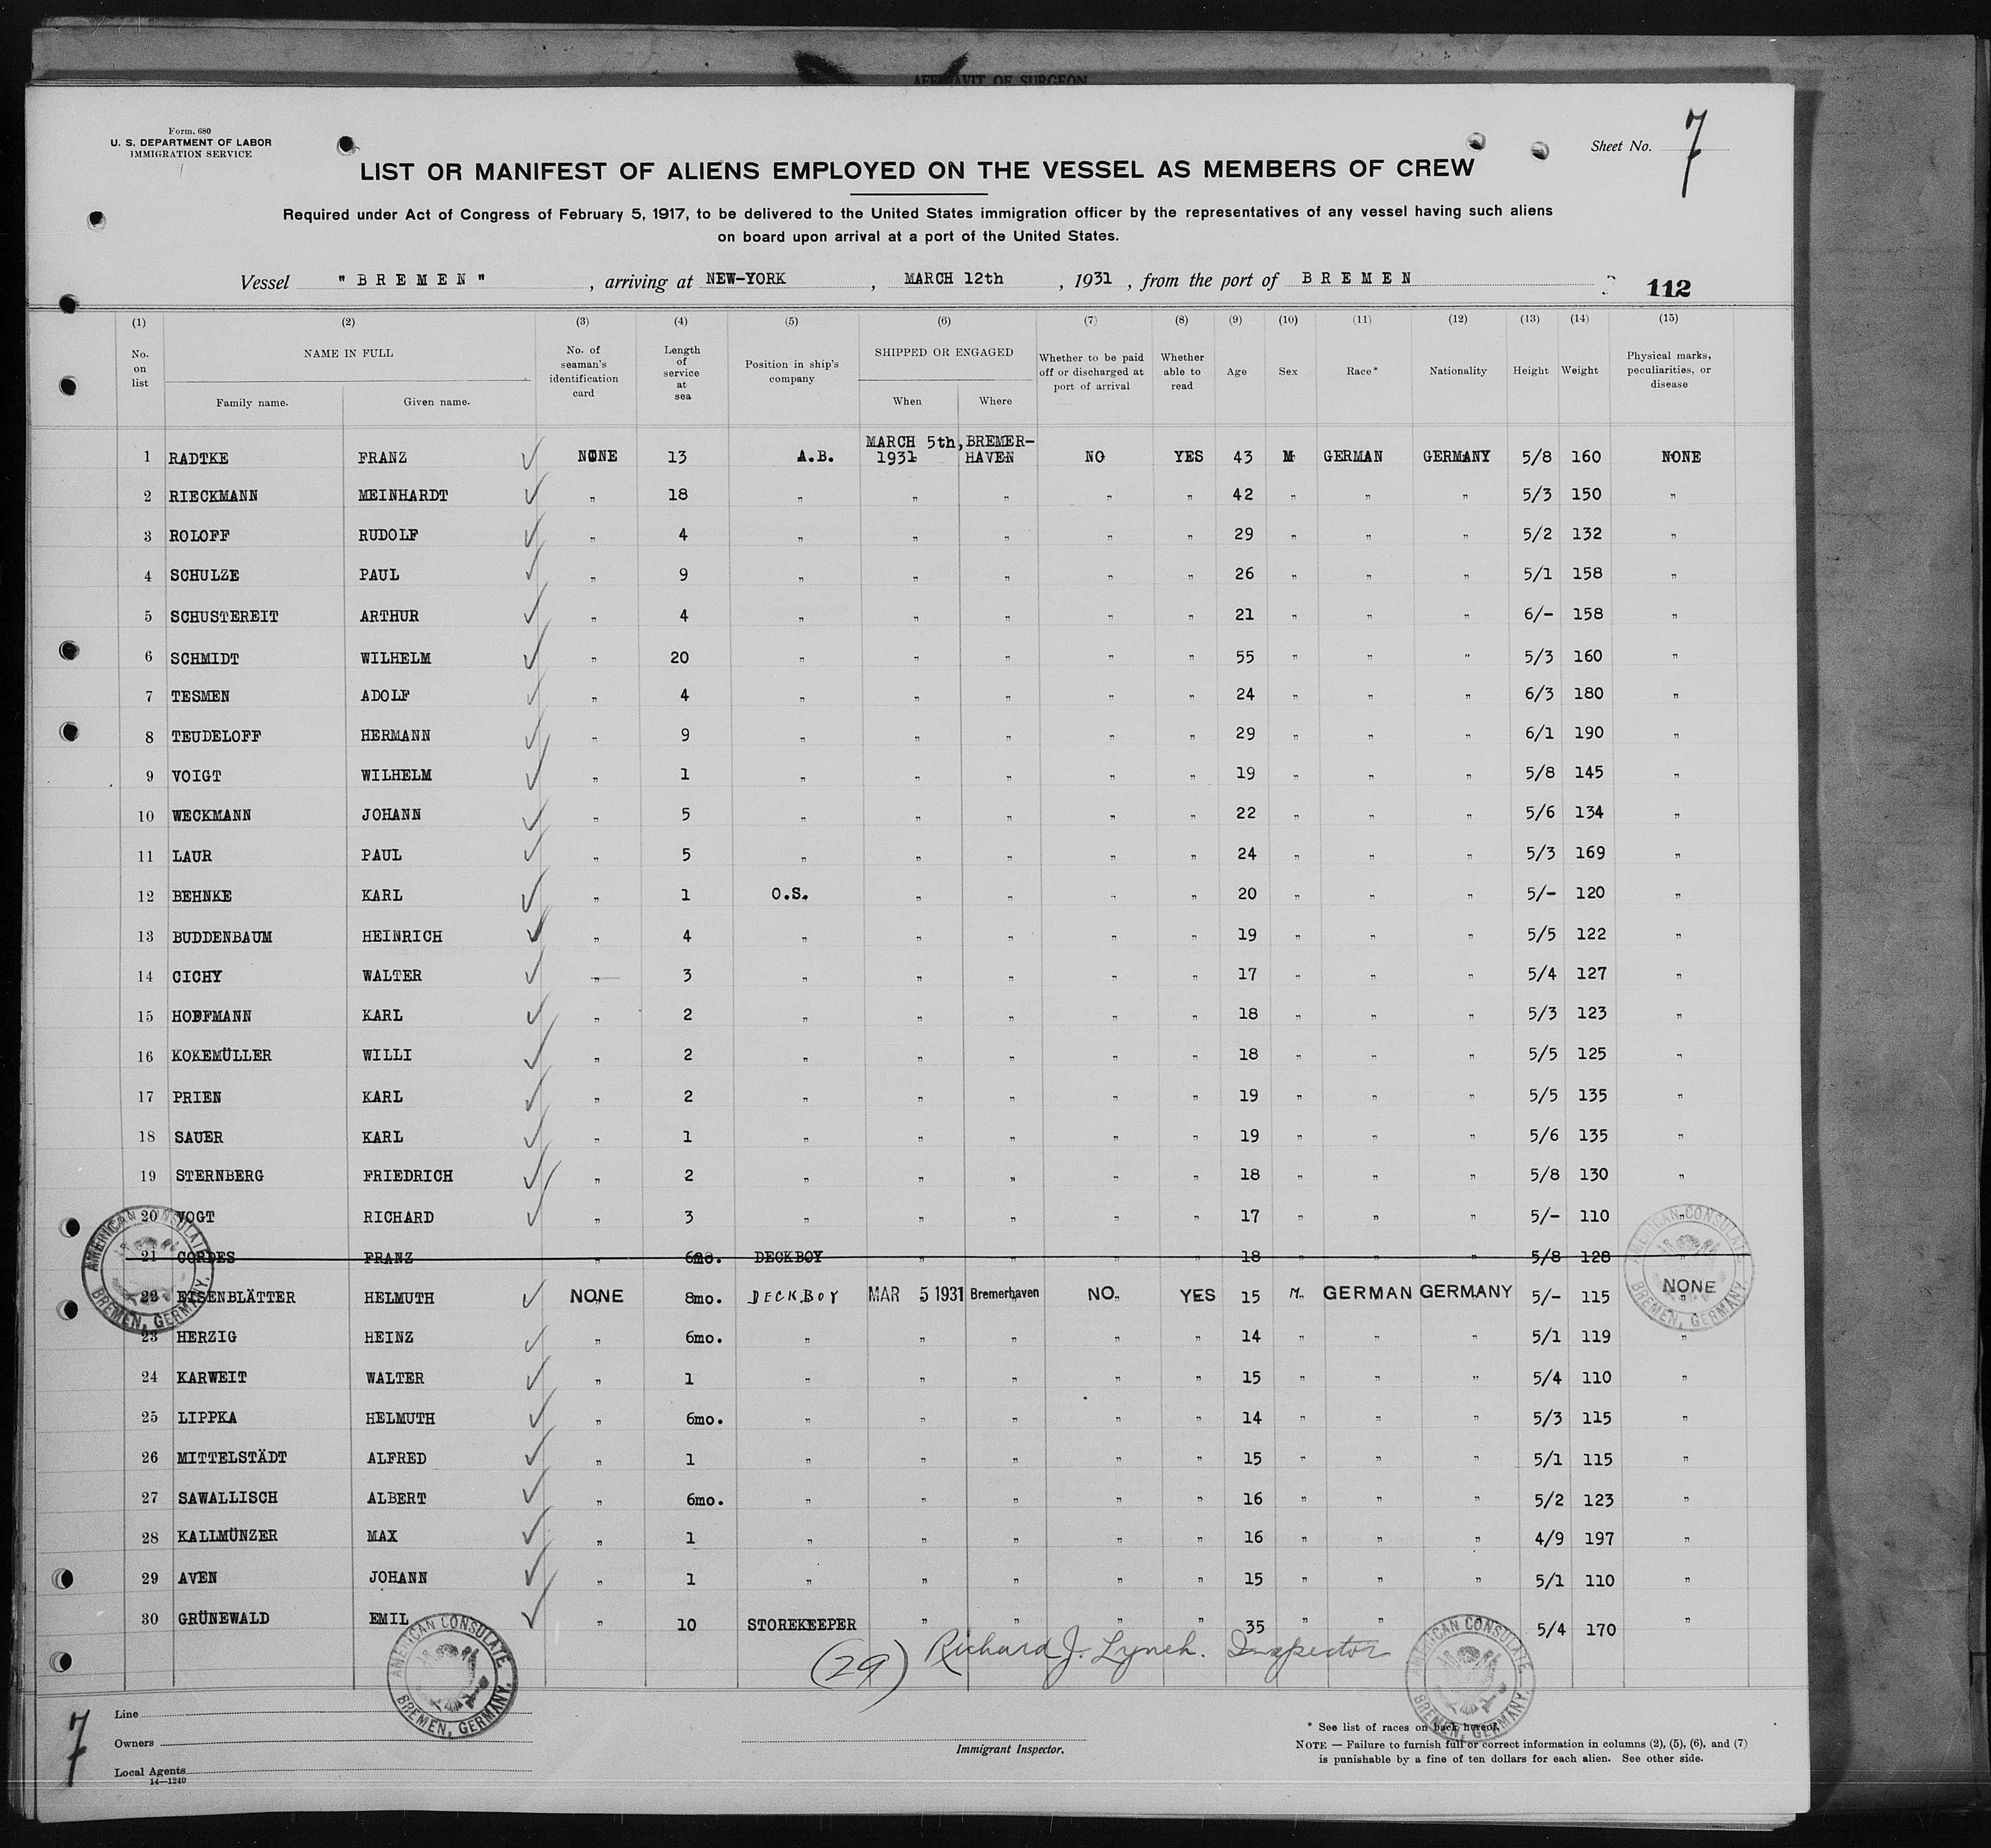 AFFIDAVIT OF SURGEON
Form. 680
U. S. DEPARTMENT OF LABOR
IMMIGRATION SERVICE
Sheet No. 7
LIST OR MANIFEST OF ALIENS EMPLOYED ON THE VESSEL AS MEMBERS OF CREW
Required under Act of Congress of February 5, 1917, to be delivered to the United States immigration officer by the representatives of any vessel having such aliens
on board upon arrival at a port of the United States.
Vessel "BREMEN", arriving at NEW-YORK, MARCH 12th, 1931, from the port of BREMEN 112
(1) (2) (3) (4) (5) (6) (7) (8) (9) (10) (11) (12) (13) (14) (15)
No. on list NAME IN FULL Family name. Given name. No. of seaman's identification card Length of service at sea Position in ship's company SHIPPED OR ENGAGED When Where Whether to be paid off or discharged at port of arrival Whether able to read Age Sex Race* Nationality Height Weight Physical marks, peculiarities, or disease
1 RADTKE FRANZ ✓ NONE 13 A.B. MARCH 5th, 1931 BREMER-HAVEN NO YES 43 M GERMAN GERMANY 5/8 160 NONE
2 RIECKMANN MEINHARDT ✓ " 18 " " " " " 42 " " " 5/3 150 "
3 ROLOFF RUDOLF ✓ " 4 " " " " " 29 " " " 5/2 132 "
4 SCHULZE PAUL ✓ " 9 " " " " " 26 " " " 5/1 158 "
5 SCHUSTEREIT ARTHUR ✓ " 4 " " " " " 21 " " " 6/- 158 "
6 SCHMIDT WILHELM ✓ " 20 " " " " " 55 " " " 5/3 160 "
7 TESMEN ADOLF ✓ " 4 " " " " " 24 " " " 6/3 180 "
8 TEUDELOFF HERMANN ✓ " 9 " " " " " 29 " " " 6/1 190 "
9 VOIGT WILHELM ✓ " 1 " " " " " 19 " " " 5/8 145 "
10 WECKMANN JOHANN ✓ " 5 " " " " " 22 " " " 5/6 134 "
11 LAUR PAUL ✓ " 5 " " " " " 24 " " " 5/3 169 "
12 BEHNKE KARL ✓ " 1 O.S. " " " " 20 " " " 5/- 120 "
13 BUDDENBAUM HEINRICH ✓ " 4 " " " " " 19 " " " 5/5 122 "
14 CICHY WALTER ✓ " 3 " " " " " 17 " " " 5/4 127 "
15 HOFFMANN KARL ✓ " 2 " " " " " 18 " " " 5/3 123 "
16 KOKEMÜLLER WILLI ✓ " 2 " " " " " 18 " " " 5/5 125 "
17 PRIEN KARL ✓ " 2 " " " " " 19 " " " 5/5 135 "
18 SAUER KARL ✓ " 1 " " " " " 19 " " " 5/6 135 "
19 STERNBERG FRIEDRICH ✓ " 2 " " " " " 18 " " " 5/8 130 "
20 VOGT RICHARD ✓ " 3 " " " " " 17 " " " 5/- 110 "
21 CORDES FRANZ " 6mo. DECKBOY " " " " 18 " " " 5/8 128 "
22 EISENBLÄTTER HELMUTH ✓ NONE 8mo. DECKBOY MAR 5 1931 Bremerhaven NO YES 15 M. GERMAN GERMANY 5/- 115 NONE
23 HERZIG HEINZ ✓ " 6mo. " " " " " 14 " " " 5/1 119 "
24 KARWEIT WALTER ✓ " 1 " " " " " 15 " " " 5/4 110 "
25 LIPPKA HELMUTH ✓ " 6mo. " " " " " 14 " " " 5/3 115 "
26 MITTELSTÄDT ALFRED ✓ " 1 " " " " " 15 " " " 5/1 115 "
27 SAWALLISCH ALBERT ✓ " 6mo. " " " " " 16 " " " 5/2 123 "
28 KALLMÜNZER MAX ✓ " 1 " " " " " 16 " " " 4/9 197 "
29 AVEN JOHANN ✓ " 1 " " " " " 15 " " " 5/1 110 "
30 GRÜNEWALD EMIL ✓ " 10 STOREKEEPER " " " " 35 " " " 5/4 170 "
AMERICAN CONSULATE BREMEN, GERMANY.
AMERICAN CONSULATE BREMEN, GERMANY.
AMERICAN CONSULATE BREMEN, GERMANY.
AMERICAN CONSULATE BREMEN, GERMANY.
(29) Richard J. Lynch. Inspector
7
Line
Owners
Local Agents
14—1240
Immigrant Inspector.
* See list of races on back hereof.
NOTE — Failure to furnish full or correct information in columns (2), (5), (6), and (7)
is punishable by a fine of ten dollars for each alien. See other side.